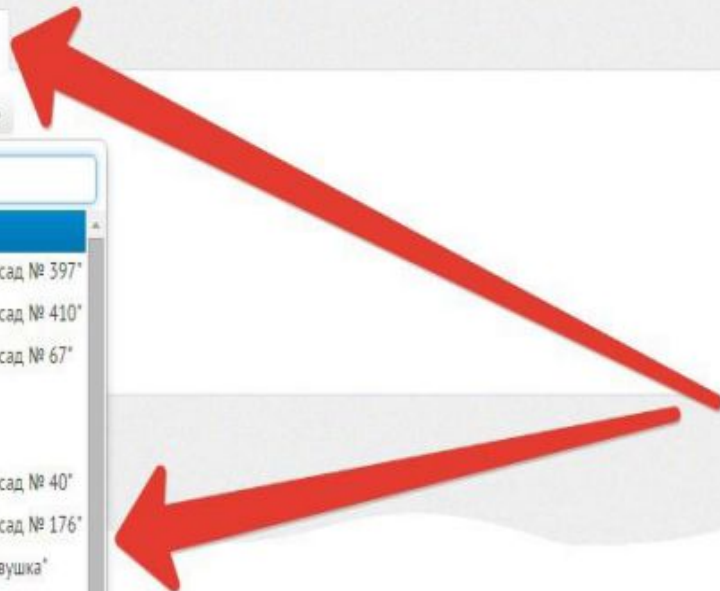 сад № 397"
сад № 410"
сад № 67"
сад № 40"
сад № 176"
вушка"